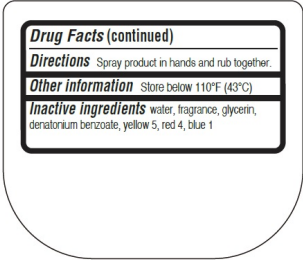 Drug Facts (continued)
Directions Spray product in hands and rub together.
Other information Store below 110°F (43°C)
Inactive ingredients water, fragrance, glycerin,
denatonium benzoate, yellow 5, red 4, blue 1